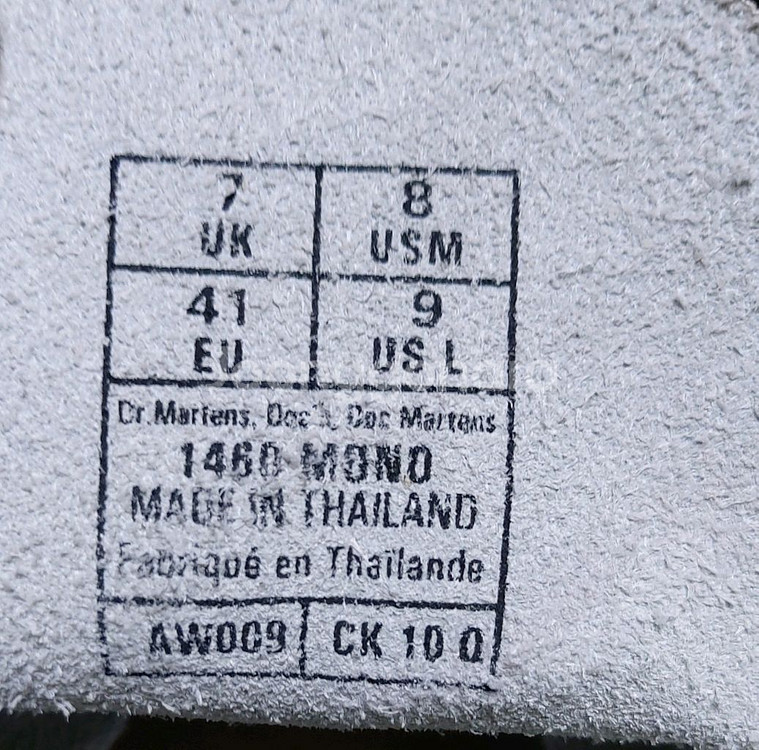 7 8
UK USM
41 9
EU US L
Dr.Martens, Doc's, Doc Martens
1460 MONO
MADE IN THAILAND
Fabriqué en Thaïlande
AW009 CK 10 Q